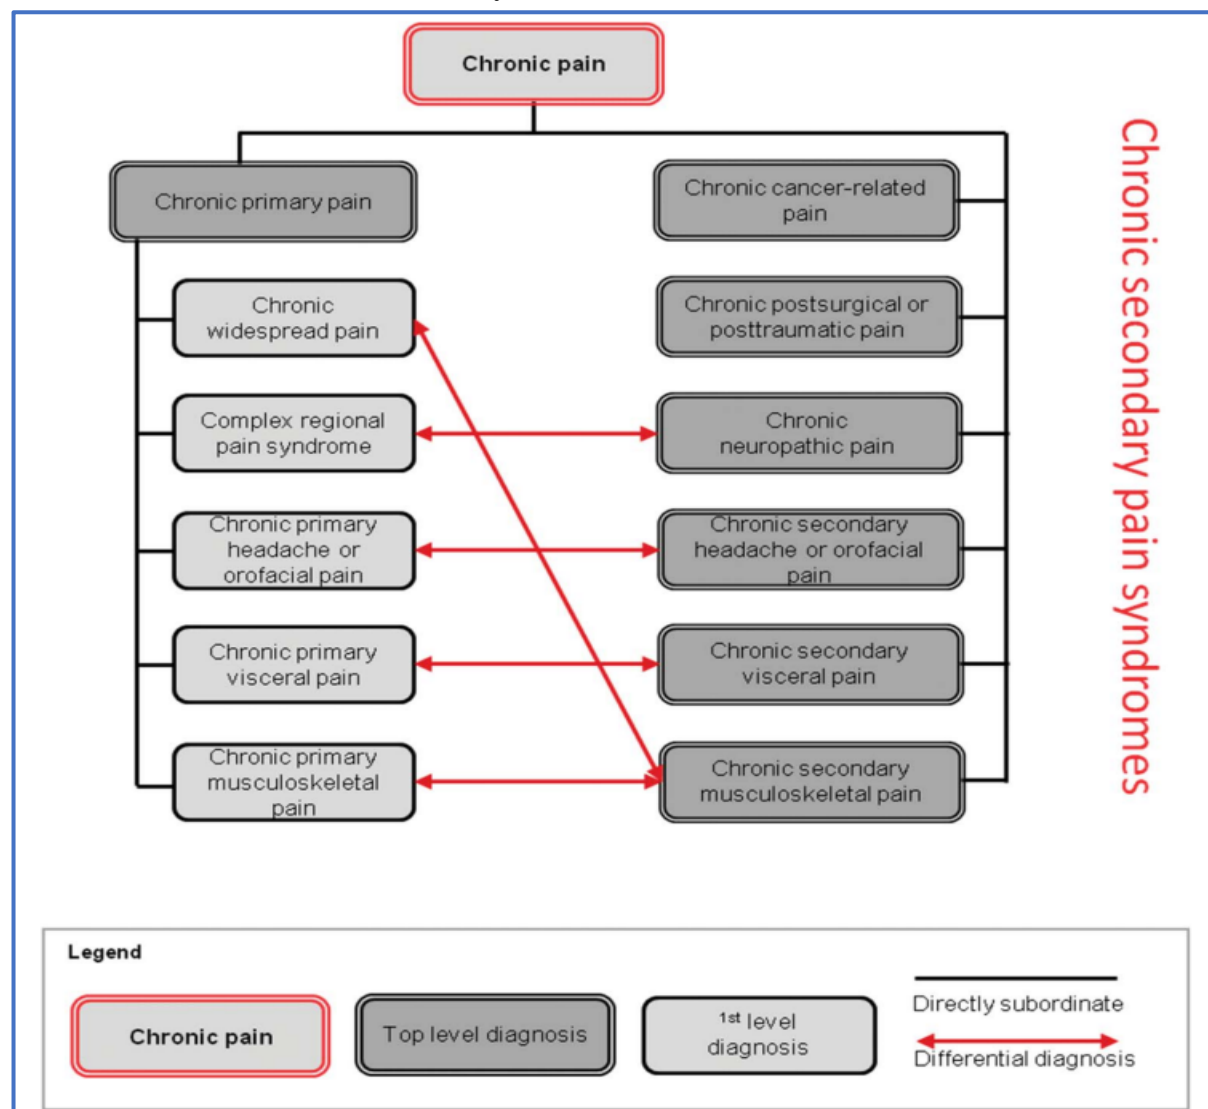 Chronic pain
Chronic primary pain
Chronic
widespread pain
Complex regional
pain syndrome
Chronic primary
headache or
orofacial pain
Chronic primary
visceral pain
Chronic primary
musculoskeletal
pain
Chronic cancer-related
pain
Chronic postsurgical or
posttraumatic pain
Chronic
neuropathic pain
Chronic secondary
headache or orofacial
pain
Chronic secondary
visceral pain
Chronic secondary
musculoskeletal pain
Chronic secondary pain syndromes
Legend
Chronic pain
Top level diagnosis
1st level
diagnosis
Directly subordinate
Differential diagnosis